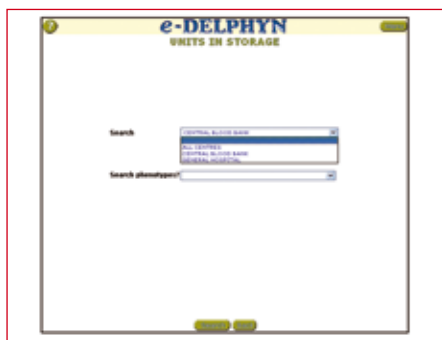 e-DELPHYN
UNITS IN STORAGE
Search
CENTRAL BLOOD BANK
ALL CENTRES
CENTRAL BLOOD BANK
GENERAL HOSPITAL
Search phenotypes?